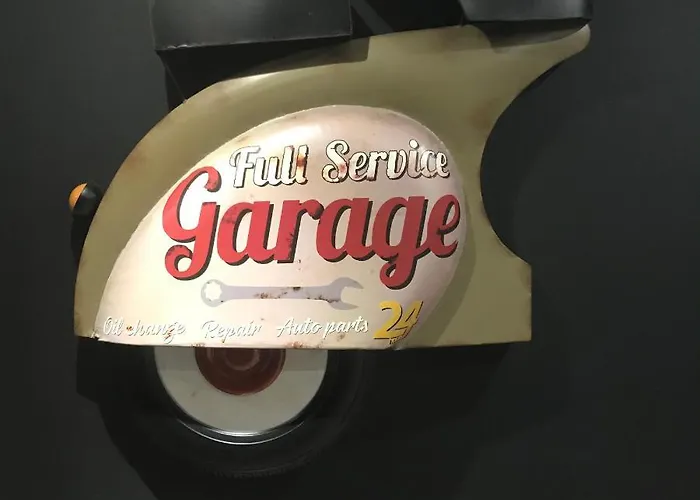 Full Service
Garage
Oil change Repair Auto parts 24